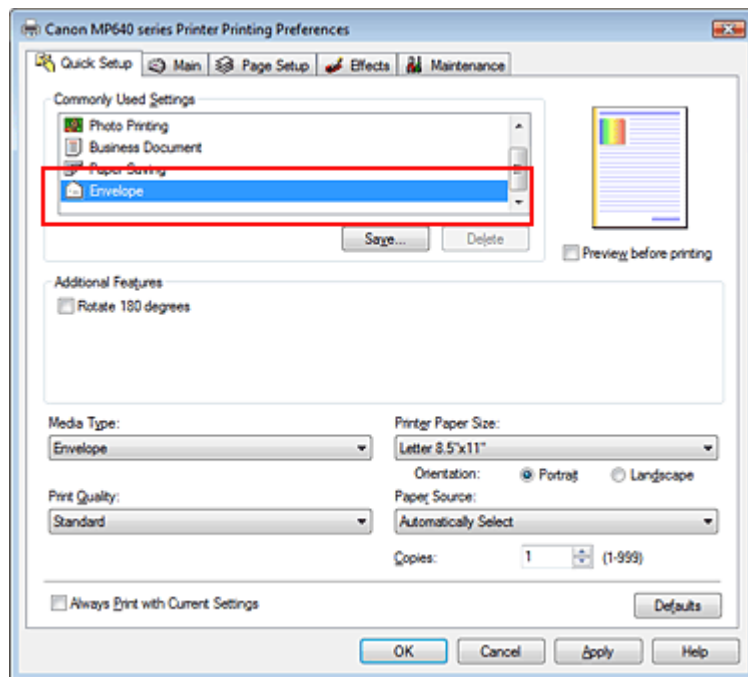 Canon MP640 series Printer Printing Preferences
Quick Setup Main Page Setup Effects Maintenance
Commonly Used Settings
Photo Printing
Business Document
Paper Saving
Envelope
Save... Delete
Preview before printing
Additional Features
Rotate 180 degrees
Media Type: Printer Paper Size:
Envelope Letter 8.5"x11"
Orientation: Portrait Landscape
Print Quality: Paper Source:
Standard Automatically Select
Copies: 1 (1-999)
Always Print with Current Settings Defaults
OK Cancel Apply Help